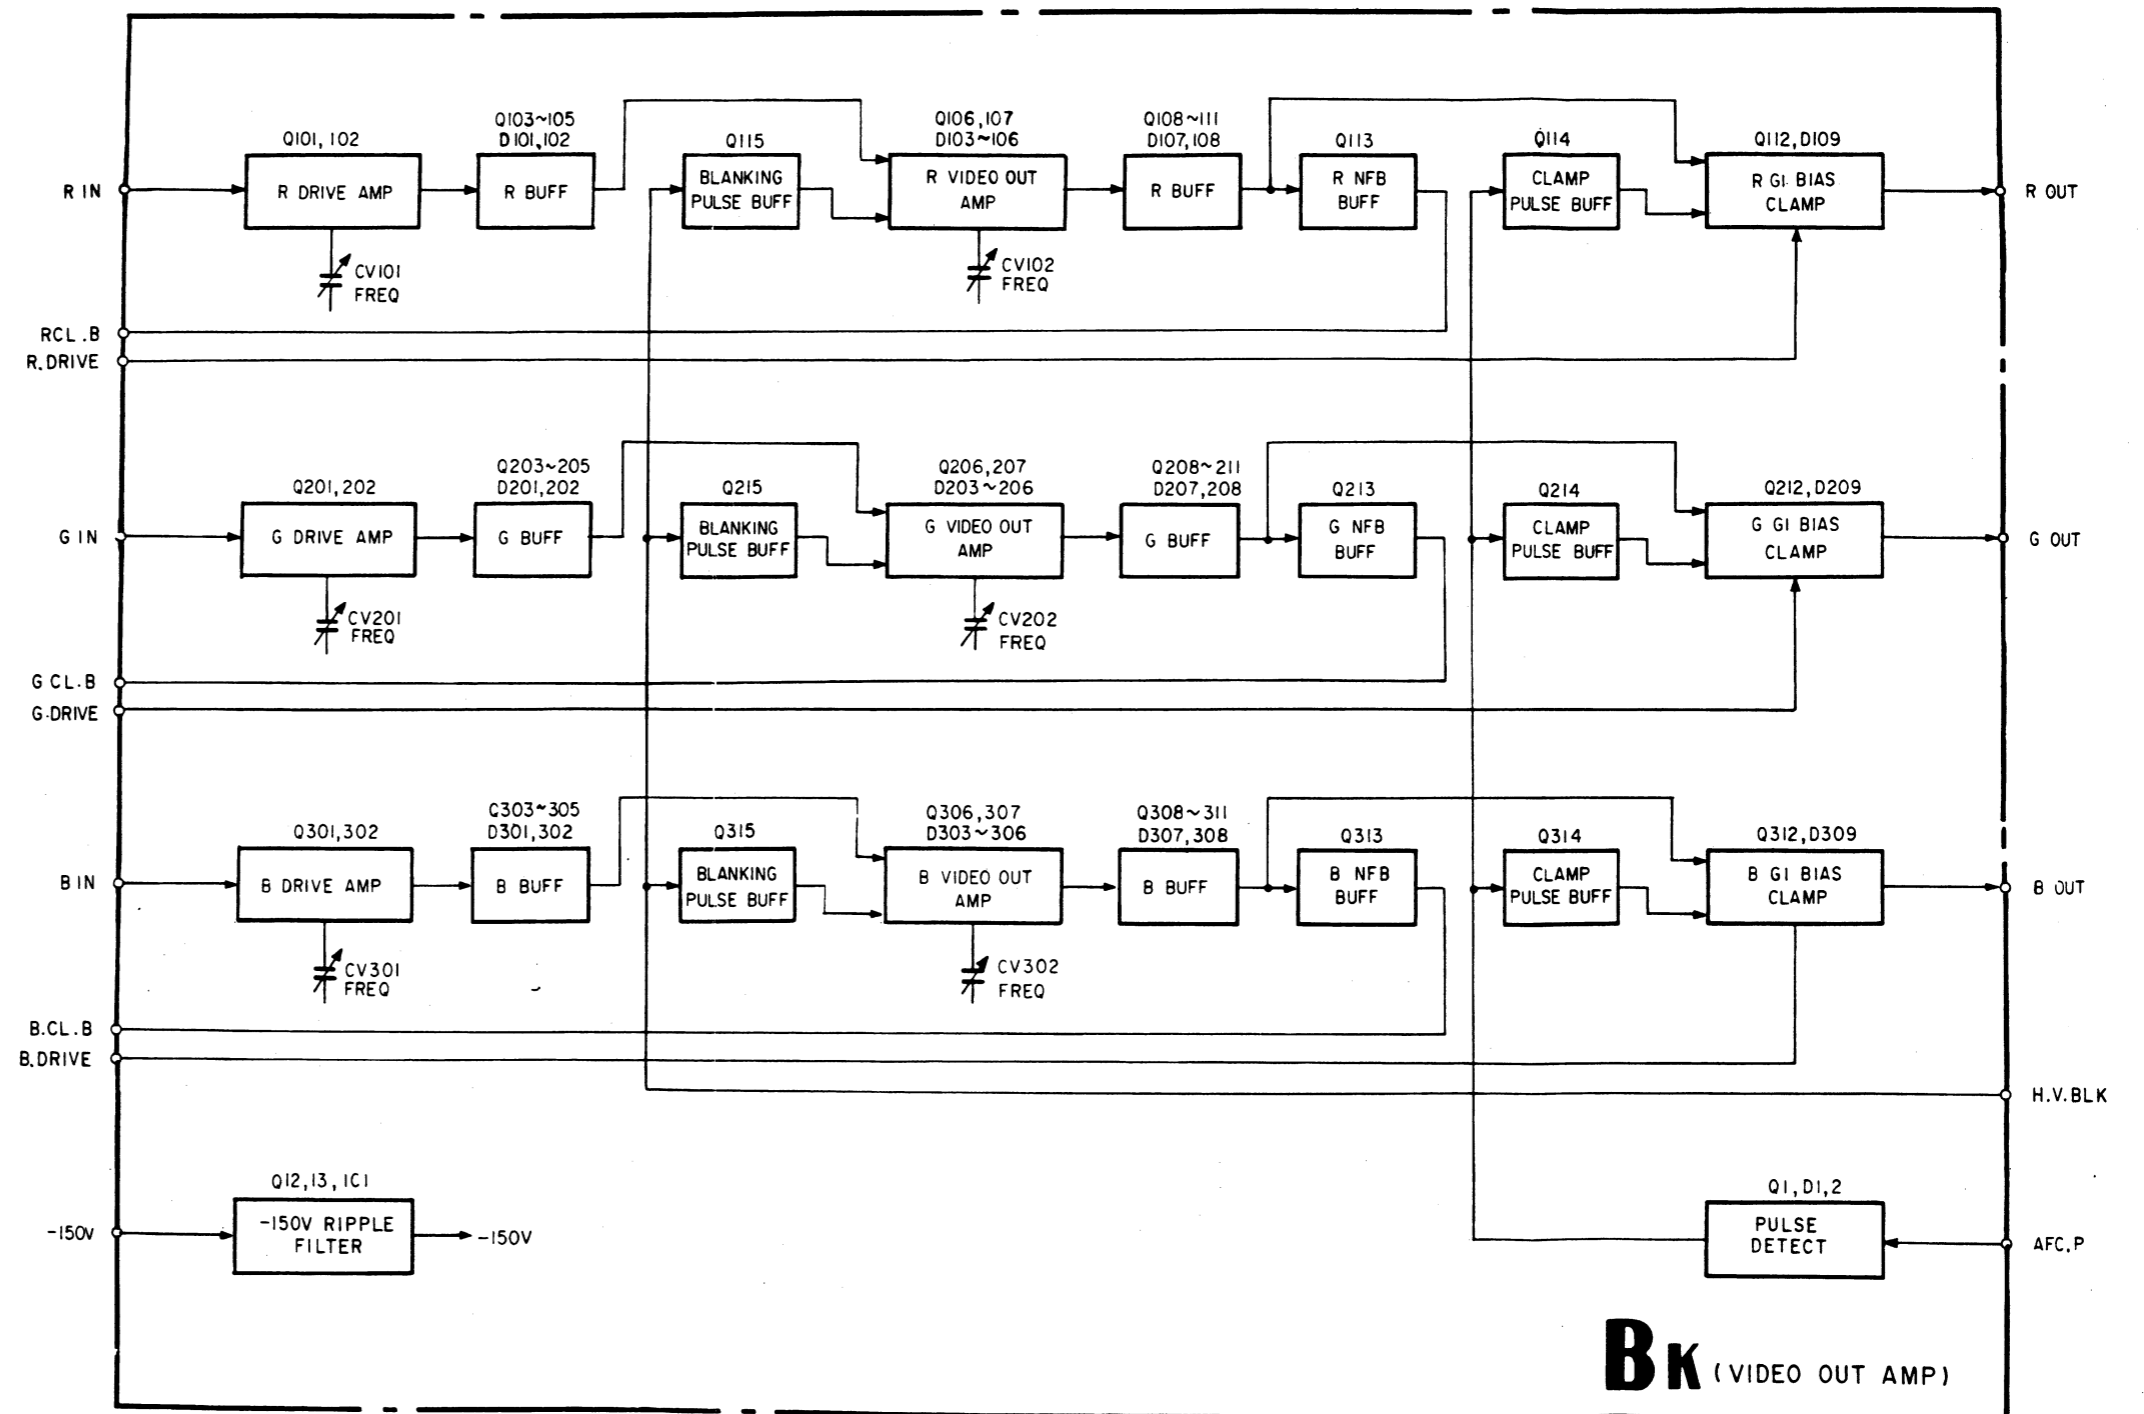 Q101, 102
Q103~105
D101,102
Q115
Q106,107
D103~106
Q108~111
D107,108
Q113
Q114
Q112, D109
R IN
R DRIVE AMP
R BUFF
BLANKING
PULSE BUFF
R VIDEO OUT
AMP
R BUFF
R NFB
BUFF
CLAMP
PULSE BUFF
R G1 BIAS
CLAMP
R OUT
CV101
FREQ
CV102
FREQ
RCL.B
R.DRIVE
Q201, 202
Q203~205
D201,202
Q215
Q206,207
D203~206
Q208~211
D207,208
Q213
Q214
Q212, D209
G IN
G DRIVE AMP
G BUFF
BLANKING
PULSE BUFF
G VIDEO OUT
AMP
G BUFF
G NFB
BUFF
CLAMP
PULSE BUFF
G G1 BIAS
CLAMP
G OUT
CV201
FREQ
CV202
FREQ
G CL.B
G.DRIVE
Q301,302
C303~305
D301,302
Q315
Q306,307
D303~306
Q308~311
D307,308
Q313
Q314
Q312, D309
B IN
B DRIVE AMP
B BUFF
BLANKING
PULSE BUFF
B VIDEO OUT
AMP
B BUFF
B NFB
BUFF
CLAMP
PULSE BUFF
B G1 BIAS
CLAMP
B OUT
CV301
FREQ
CV302
FREQ
B.CL.B
B.DRIVE
H.V.BLK
Q12,13, IC1
-150V
-150V RIPPLE
FILTER
-150V
Q1, D1, 2
PULSE
DETECT
AFC.P
BK (VIDEO OUT AMP)